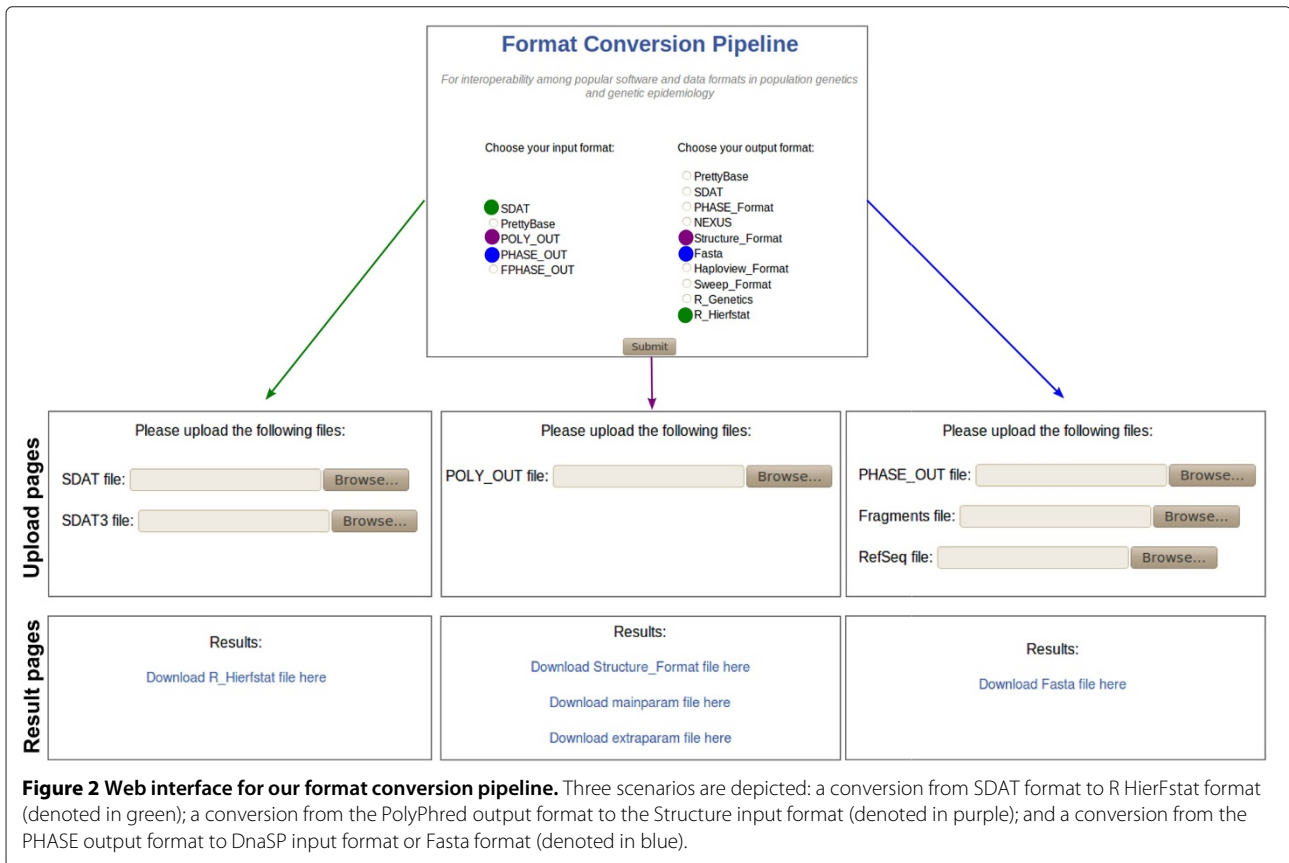 Format Conversion Pipeline
For interoperability among popular software and data formats in population genetics
and genetic epidemiology
Choose your input format:
SDAT
PrettyBase
POLY_OUT
PHASE_OUT
FPHASE_OUT
Choose your output format:
PrettyBase
SDAT
PHASE_Format
NEXUS
Structure_Format
Fasta
Haploview_Format
Sweep_Format
R_Genetics
R_Hierfstat
Submit
Upload pages
Please upload the following files:
SDAT file: Browse...
SDAT3 file: Browse...
Please upload the following files:
POLY_OUT file: Browse...
Please upload the following files:
PHASE_OUT file: Browse...
Fragments file: Browse...
RefSeq file: Browse...
Result pages
Results:
Download R_Hierfstat file here
Results:
Download Structure_Format file here
Download mainparam file here
Download extraparam file here
Results:
Download Fasta file here
Figure 2 Web interface for our format conversion pipeline. Three scenarios are depicted: a conversion from SDAT format to R HierFstat format
(denoted in green); a conversion from the PolyPhred output format to the Structure input format (denoted in purple); and a conversion from the
PHASE output format to DnaSP input format or Fasta format (denoted in blue).